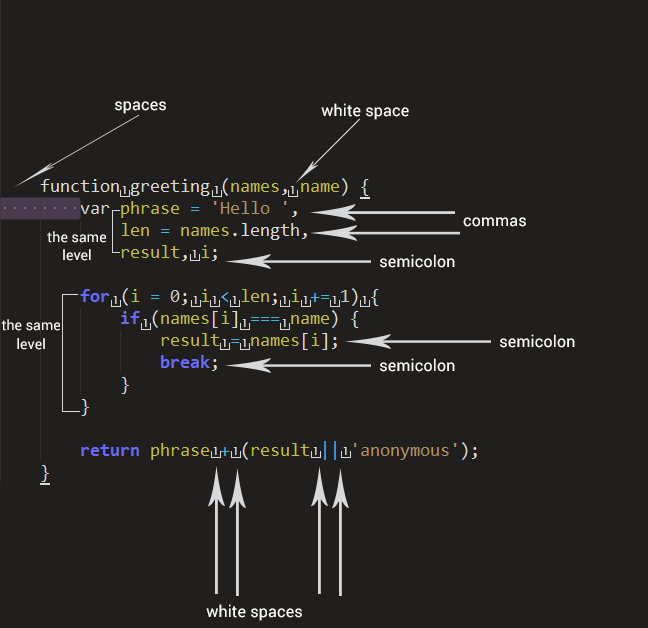 spaces
white space
function greeting (names, name) {
var phrase = 'Hello ',
commas
len = names.length,
the same
level
result, i;
semicolon
for (i = 0; i < len; i += 1) {
the same
level
if (names[i] === name) {
result = names[i];
semicolon
break;
semicolon
}
}
return phrase + (result || 'anonymous');
}
white spaces